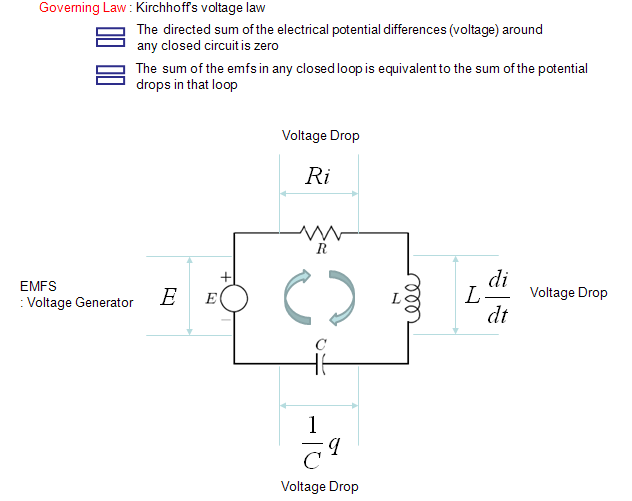 Governing Law : Kirchhoff's voltage law
The directed sum of the electrical potential differences (voltage) around
any closed circuit is zero
The sum of the emfs in any closed loop is equivalent to the sum of the potential
drops in that loop
Voltage Drop
Ri
R
EMFS
: Voltage Generator
E
+
E
−
L
L di/dt
Voltage Drop
C
1/C q
Voltage Drop